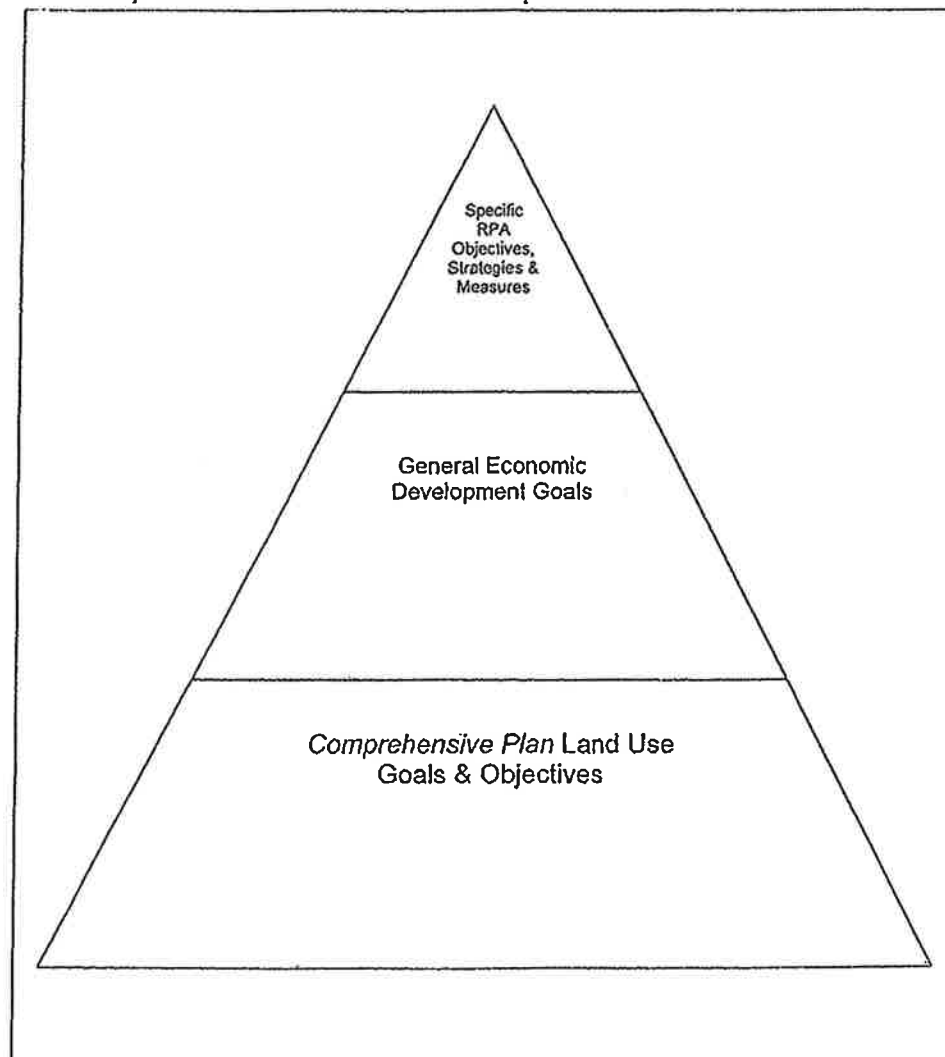 Specific
RPA
Objectives,
Strategies &
Measures
General Economic
Development Goals
Comprehensive Plan Land Use
Goals & Objectives